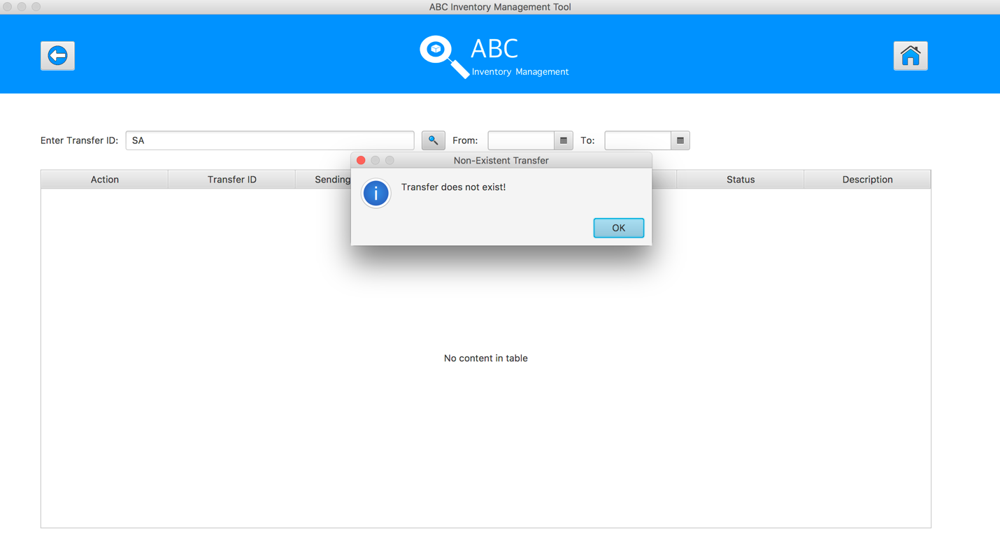 ABC Inventory Management Tool
ABC
Inventory Management
Enter Transfer ID: SA From: To:
Non-Existent Transfer
Action Transfer ID Sending Status Description
Transfer does not exist!
OK
No content in table